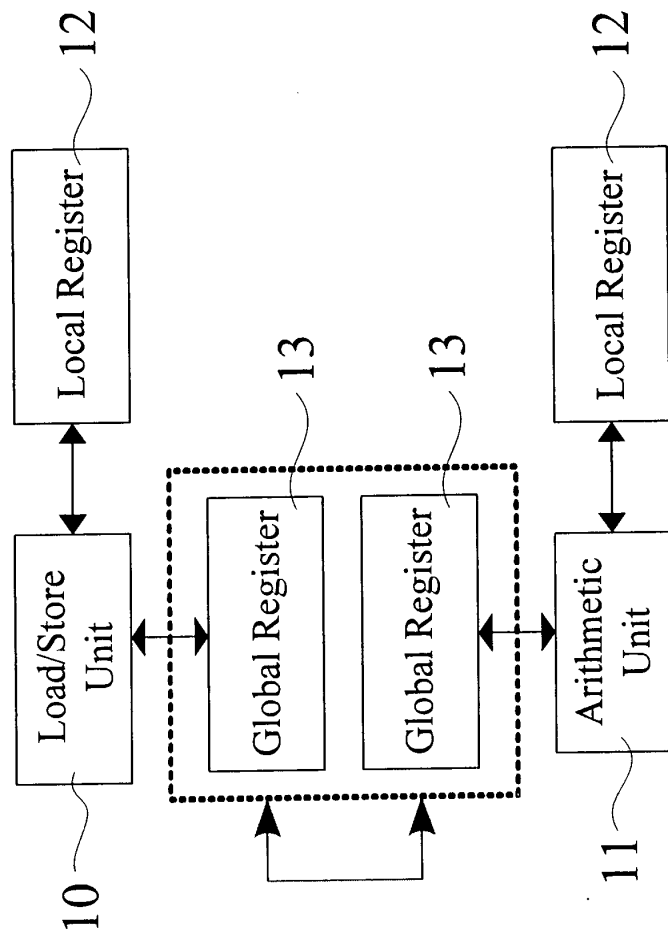 10
Load/Store
Unit
Local Register
12
Global Register
13
Global Register
13
11
Arithmetic
Unit
Local Register
12